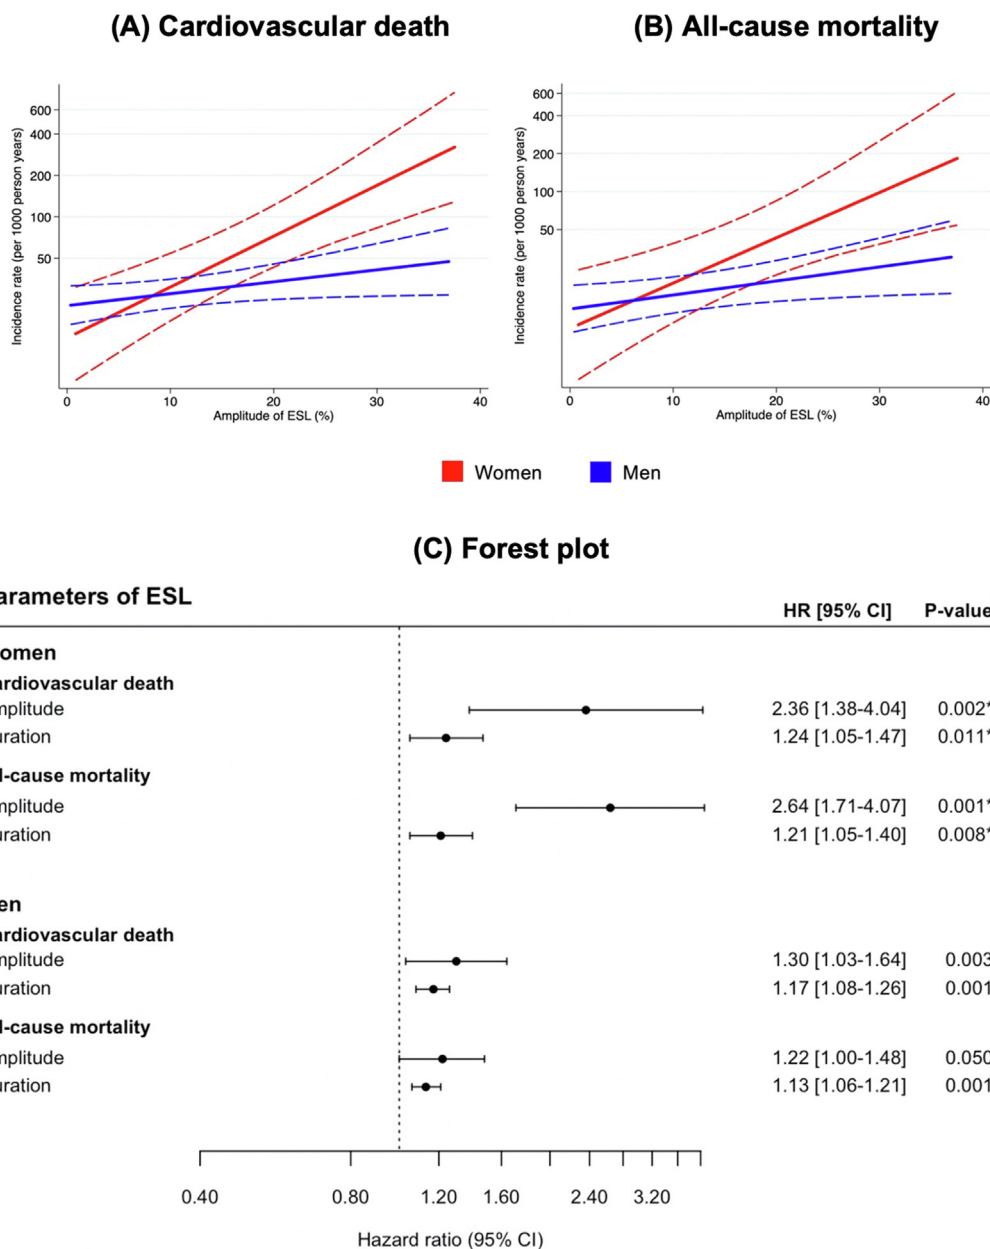 (A) Cardiovascular death
(B) All-cause mortality
Incidence rate (per 1000 person years)
600
400
200
100
50
0 10 20 30 40
Amplitude of ESL (%)
Incidence rate (per 1000 person years)
600
400
200
100
50
0 10 20 30 40
Amplitude of ESL (%)
Women
Men
(C) Forest plot
arameters of ESL
HR [95% CI] P-value
omen
ardiovascular death
mplitude 2.36 [1.38-4.04] 0.002*
uration 1.24 [1.05-1.47] 0.011*
l-cause mortality
mplitude 2.64 [1.71-4.07] 0.001*
uration 1.21 [1.05-1.40] 0.008*
en
ardiovascular death
mplitude 1.30 [1.03-1.64] 0.003
uration 1.17 [1.08-1.26] 0.001
l-cause mortality
mplitude 1.22 [1.00-1.48] 0.050
uration 1.13 [1.06-1.21] 0.001
0.40 0.80 1.20 1.60 2.40 3.20
Hazard ratio (95% CI)